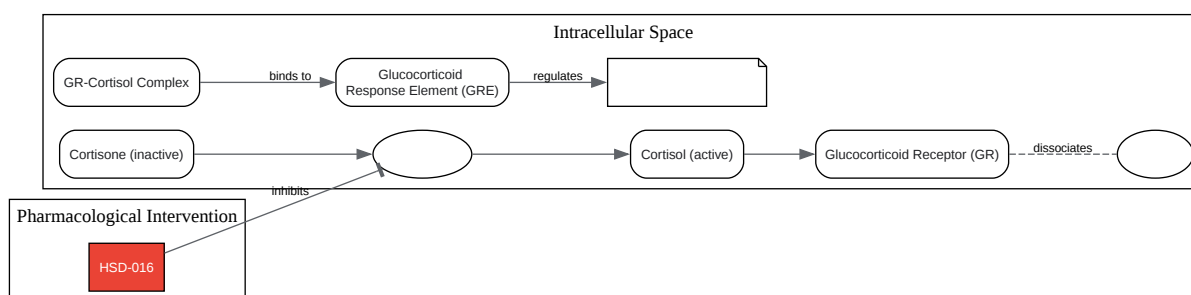 Intracellular Space
GR-Cortisol Complex
binds to
Glucocorticoid
Response Element (GRE)
regulates
Cortisone (inactive)
Cortisol (active)
Glucocorticoid Receptor (GR)
dissociates
inhibits
Pharmacological Intervention
HSD-016